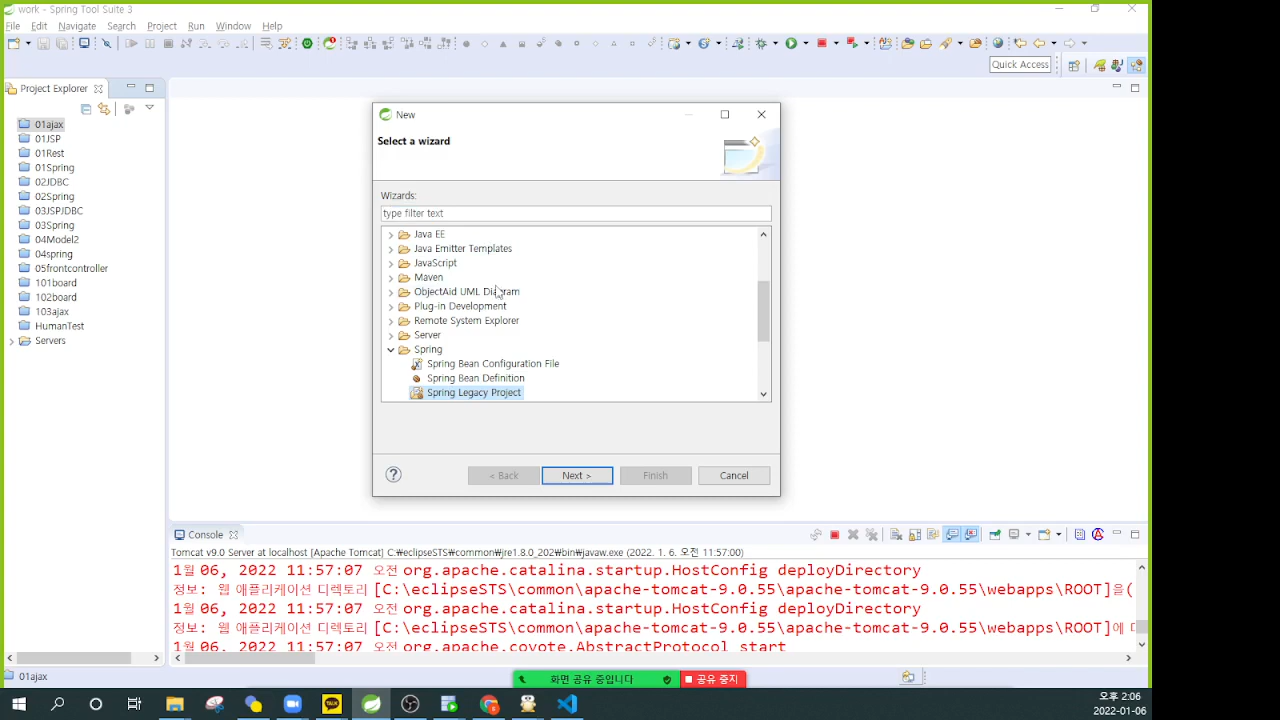 work - Spring Tool Suite 3
File Edit Navigate Search Project Run Window Help
Quick Access
Project Explorer
01ajax
01JSP
01Rest
01Spring
02JDBC
02Spring
03JSPJDBC
03Spring
04Model2
04spring
05frontcontroller
101board
102board
103ajax
HumanTest
Servers
New
Select a wizard
Wizards:
type filter text
Java EE
Java Emitter Templates
JavaScript
Maven
ObjectAid UML Diagram
Plug-in Development
Remote System Explorer
Server
Spring
Spring Bean Configuration File
Spring Bean Definition
Spring Legacy Project
< Back Next > Finish Cancel
Console
Tomcat v9.0 Server at localhost [Apache Tomcat] C:₩eclipseSTS₩common₩jre1.8.0_202₩bin₩javaw.exe (2022. 1. 6. 오전 11:57:00)
1월 06, 2022 11:57:07 오전 org.apache.catalina.startup.HostConfig deployDirectory
정보: 웹 애플리케이션 디렉토리 [C:\eclipseSTS\common\apache-tomcat-9.0.55\apache-tomcat-9.0.55\webapps\ROOT]을(
1월 06, 2022 11:57:07 오전 org.apache.catalina.startup.HostConfig deployDirectory
정보: 웹 애플리케이션 디렉토리 [C:\eclipseSTS\common\apache-tomcat-9.0.55\apache-tomcat-9.0.55\webapps\ROOT]에
1월 06, 2022 11:57:07 오전 org.apache.coyote.AbstractProtocol start
01ajax
화면 공유 중입니다 공유 중지
TALK
오후 2:06
2022-01-06